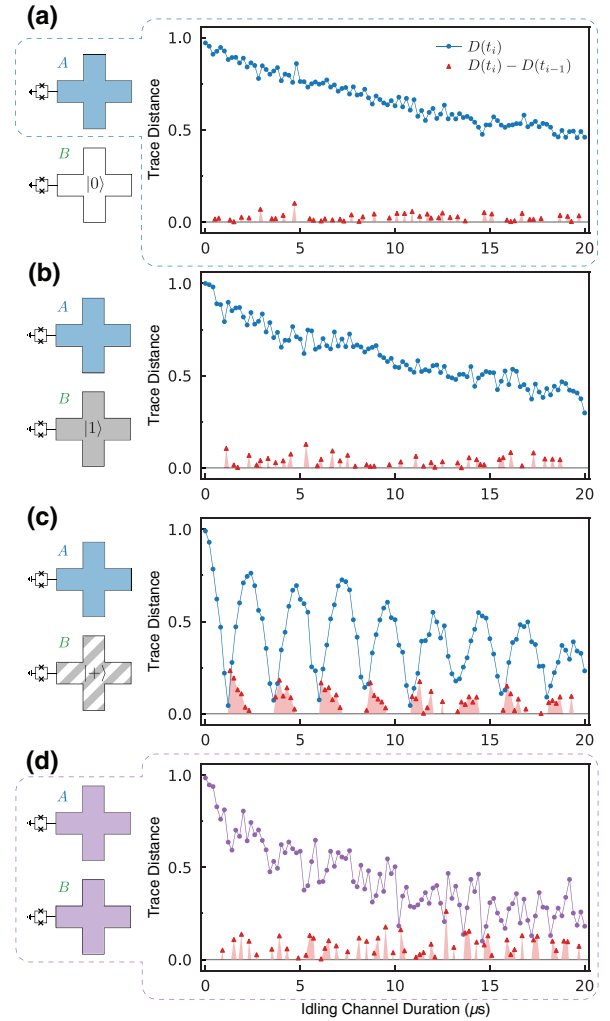 (a)
A
B
|0⟩
Trace Distance
1.0
0.5
0.0
D(t_i)
D(t_i) − D(t_{i−1})
0 5 10 15 20
(b)
A
B
|1⟩
Trace Distance
1.0
0.5
0.0
0 5 10 15 20
(c)
A
B
|+⟩
Trace Distance
1.0
0.5
0.0
0 5 10 15 20
(d)
A
B
Trace Distance
1.0
0.5
0.0
0 5 10 15 20
Idling Channel Duration (μs)